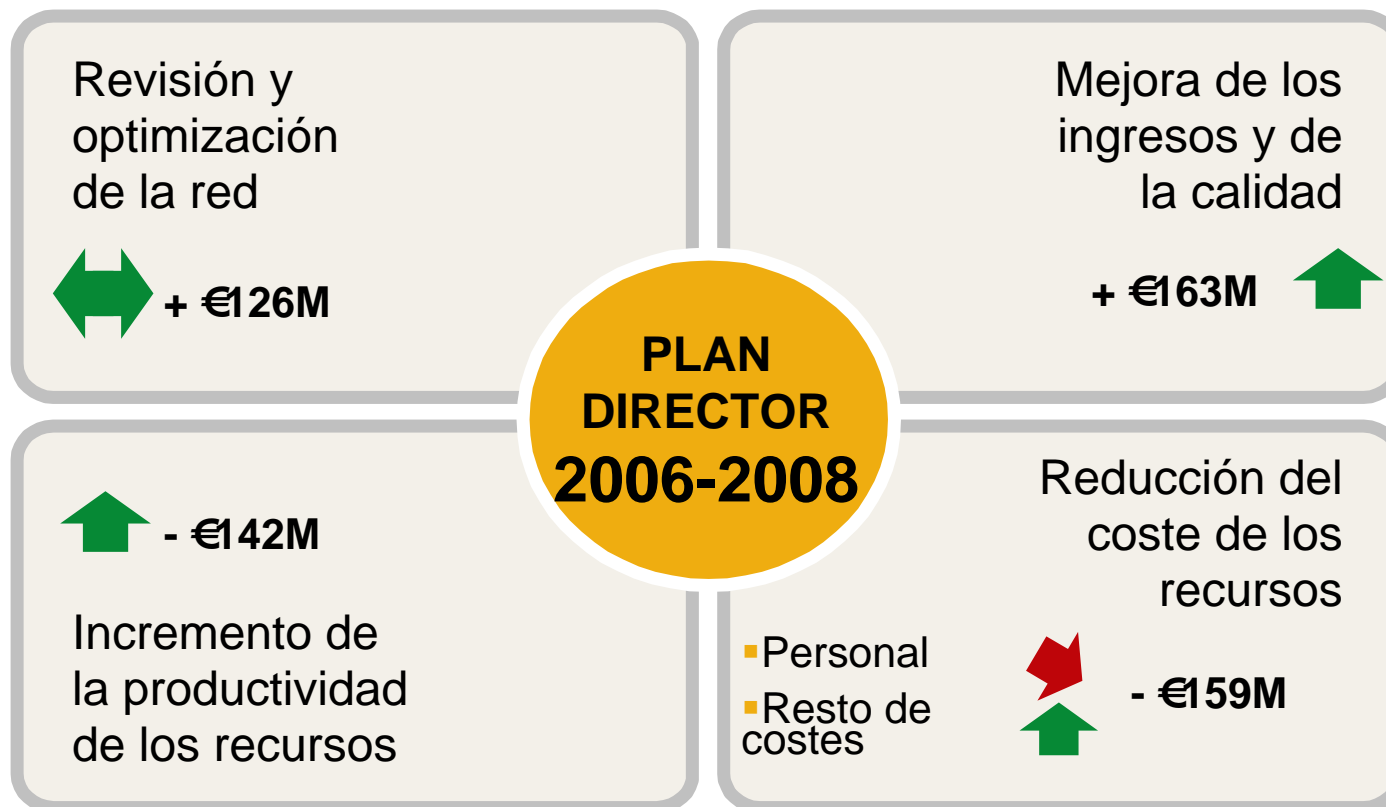 Revisión y
optimización
de la red
+ €126M
Mejora de los
ingresos y de
la calidad
+ €163M
PLAN
DIRECTOR
2006-2008
- €142M
Incremento de
la productividad
de los recursos
Reducción del
coste de los
recursos
▪Personal
▪Resto de
costes
- €159M